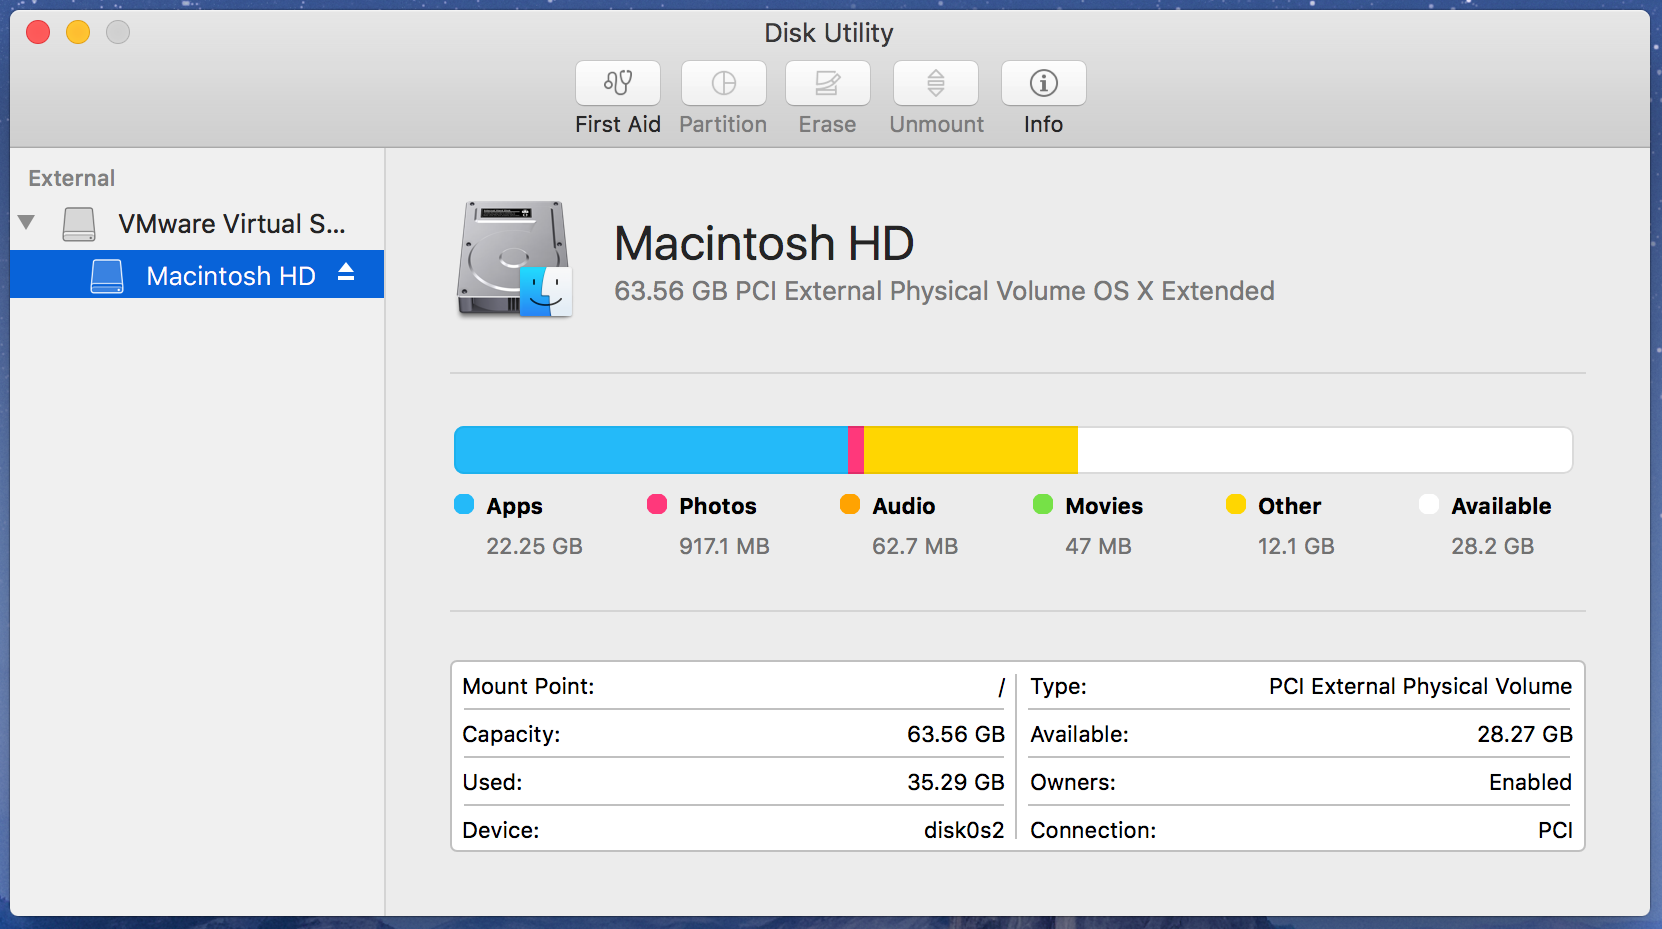 Disk Utility
First Aid Partition Erase Unmount Info
External
VMware Virtual S...
Macintosh HD
Macintosh HD
63.56 GB PCI External Physical Volume OS X Extended
Apps Photos Audio Movies Other Available
22.25 GB 917.1 MB 62.7 MB 47 MB 12.1 GB 28.2 GB
Mount Point: / Type: PCI External Physical Volume
Capacity: 63.56 GB Available: 28.27 GB
Used: 35.29 GB Owners: Enabled
Device: disk0s2 Connection: PCI